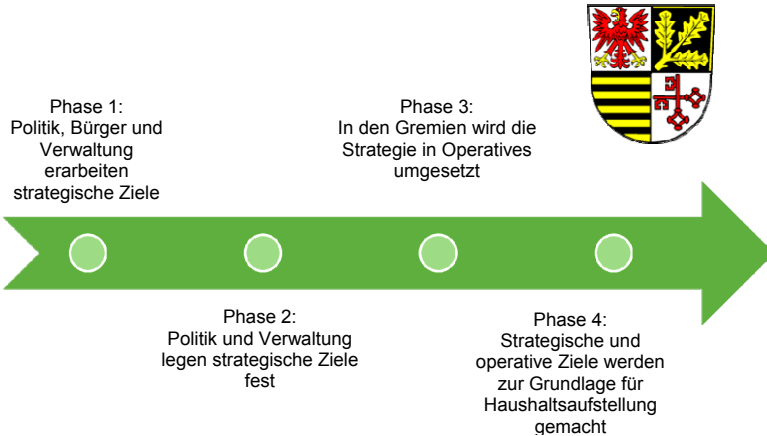 Phase 1:
Politik, Bürger und
Verwaltung
erarbeiten
strategische Ziele
Phase 2:
Politik und Verwaltung
legen strategische Ziele
fest
Phase 3:
In den Gremien wird die
Strategie in Operatives
umgesetzt
Phase 4:
Strategische und
operative Ziele werden
zur Grundlage für
Haushaltsaufstellung
gemacht